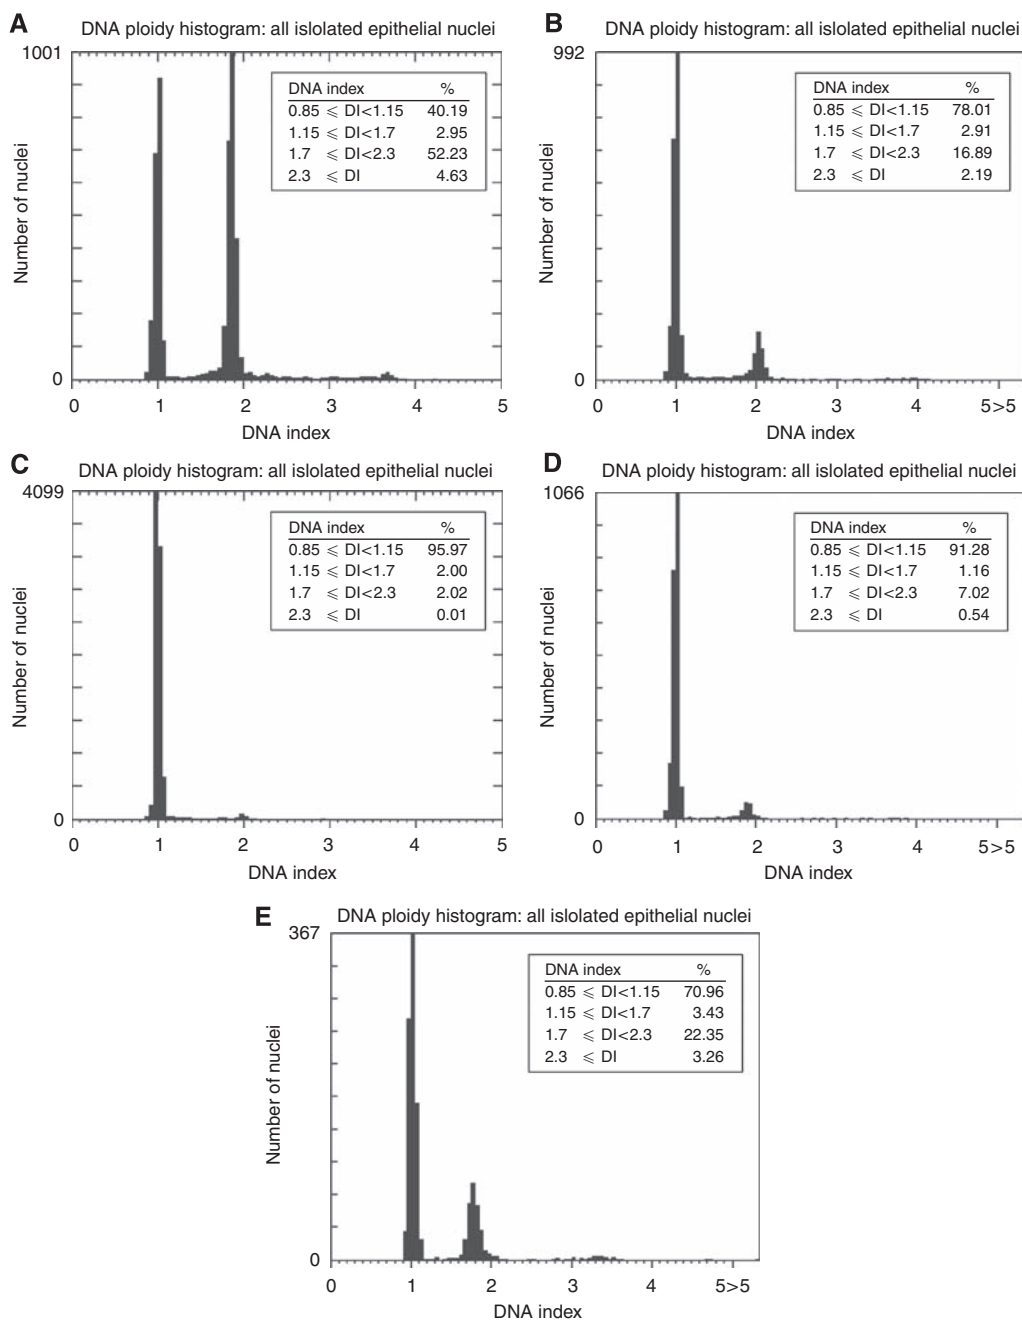 A
DNA ploidy histogram: all islolated epithelial nuclei
1001
DNA index %
0.85 ⩽ DI<1.15 40.19
1.15 ⩽ DI<1.7 2.95
1.7 ⩽ DI<2.3 52.23
2.3 ⩽ DI 4.63
Number of nuclei
0
0 1 2 3 4 5
DNA index
B
DNA ploidy histogram: all islolated epithelial nuclei
992
DNA index %
0.85 ⩽ DI<1.15 78.01
1.15 ⩽ DI<1.7 2.91
1.7 ⩽ DI<2.3 16.89
2.3 ⩽ DI 2.19
Number of nuclei
0
0 1 2 3 4 5>5
DNA index
C
DNA ploidy histogram: all islolated epithelial nuclei
4099
DNA index %
0.85 ⩽ DI<1.15 95.97
1.15 ⩽ DI<1.7 2.00
1.7 ⩽ DI<2.3 2.02
2.3 ⩽ DI 0.01
Number of nuclei
0
0 1 2 3 4 5
DNA index
D
DNA ploidy histogram: all islolated epithelial nuclei
1066
DNA index %
0.85 ⩽ DI<1.15 91.28
1.15 ⩽ DI<1.7 1.16
1.7 ⩽ DI<2.3 7.02
2.3 ⩽ DI 0.54
Number of nuclei
0
0 1 2 3 4 5>5
DNA index
E
DNA ploidy histogram: all islolated epithelial nuclei
367
DNA index %
0.85 ⩽ DI<1.15 70.96
1.15 ⩽ DI<1.7 3.43
1.7 ⩽ DI<2.3 22.35
2.3 ⩽ DI 3.26
Number of nuclei
0
0 1 2 3 4 5>5
DNA index